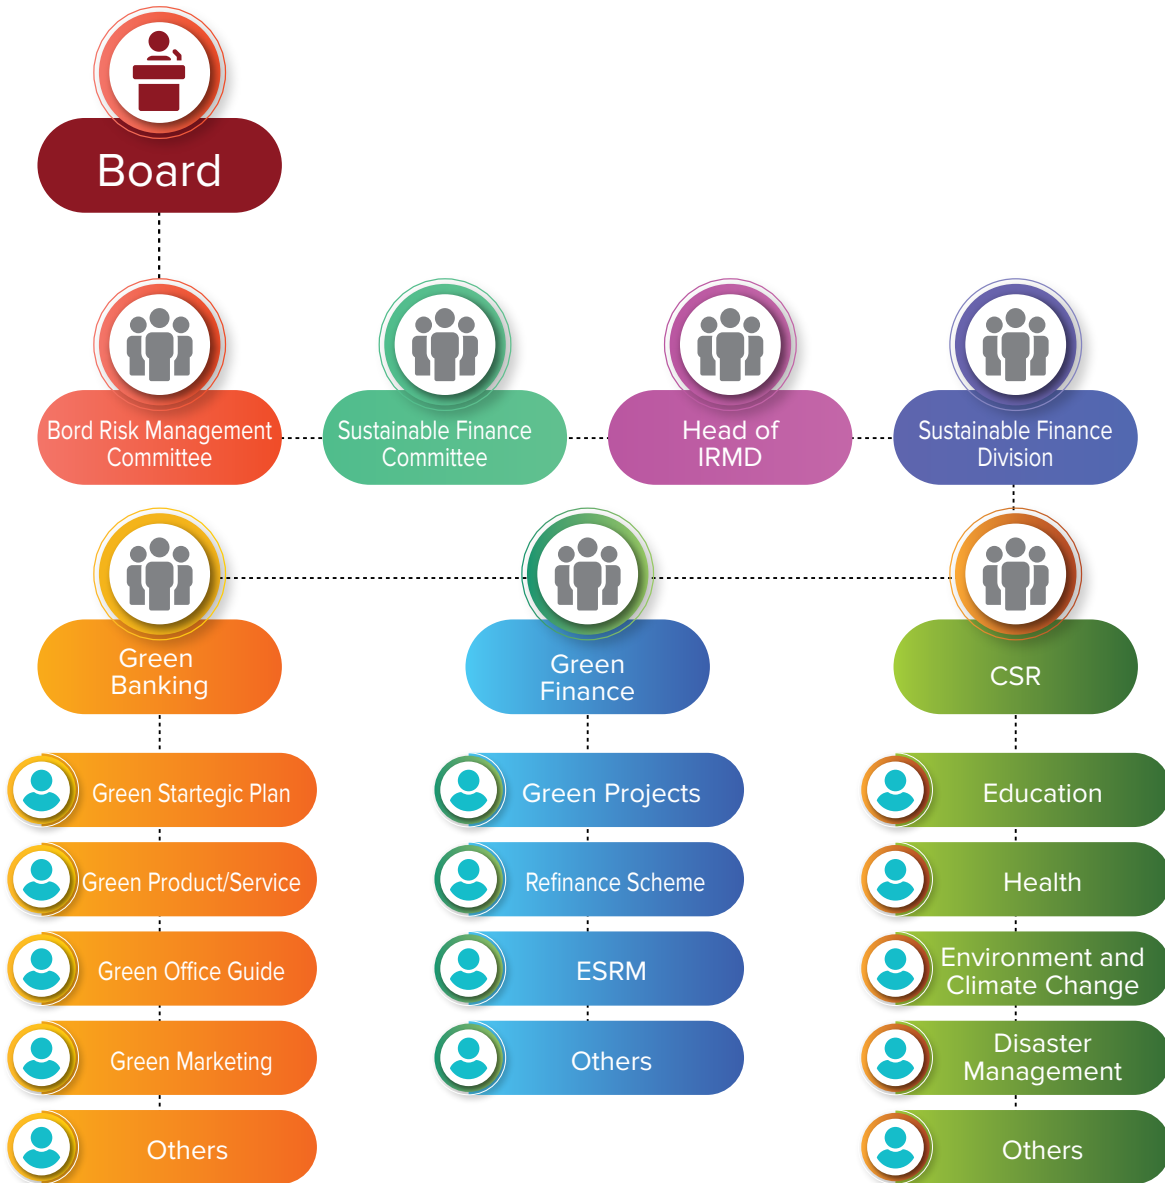 Board
Bord Risk Management
Committee
Sustainable Finance
Committee
Head of
IRMD
Sustainable Finance
Division
Green
Banking
Green
Finance
CSR
Green Startegic Plan
Green Product/Service
Green Office Guide
Green Marketing
Others
Green Projects
Refinance Scheme
ESRM
Others
Education
Health
Environment and
Climate Change
Disaster
Management
Others